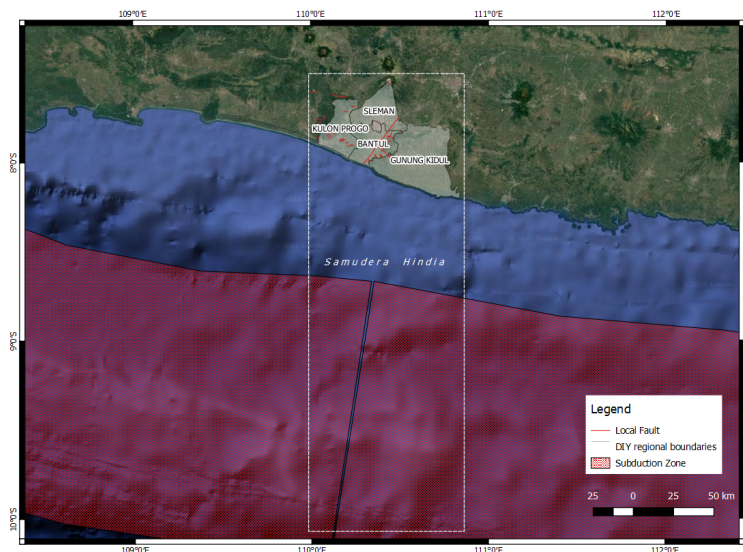 109°0'E 110°0'E 111°0'E 112°0'E
SLEMAN
KULON PROGO
BANTUL
GUNUNG KIDUL
8°0'S
Samudera Hindia
9°0'S
Legend
Local Fault
DIY regional boundaries
Subduction Zone
25 0 25 50 km
10°0'S
109°0'E 110°0'E 111°0'E 112°0'E